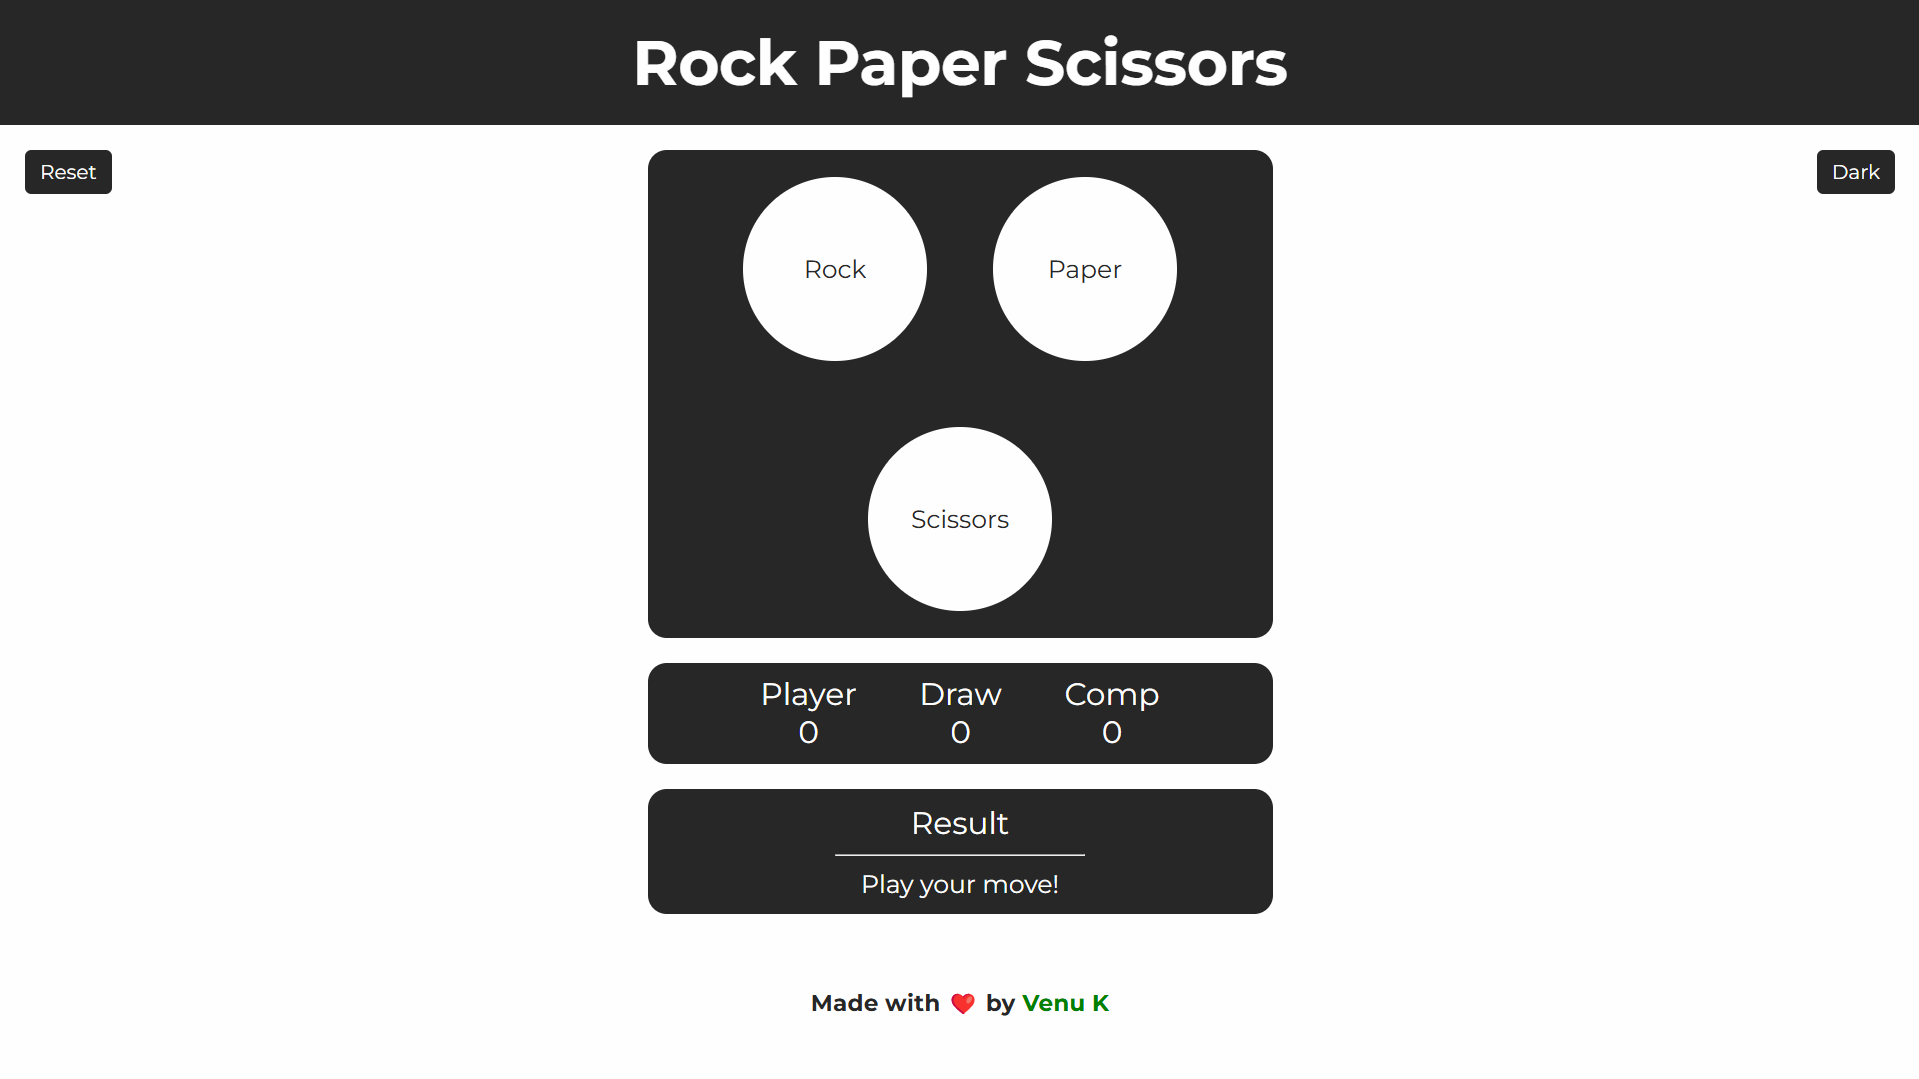 Rock Paper Scissors
Reset
Dark
Rock
Paper
Scissors
Player Draw Comp
0 0 0
Result
Play your move!
Made with ❤️ by Venu K